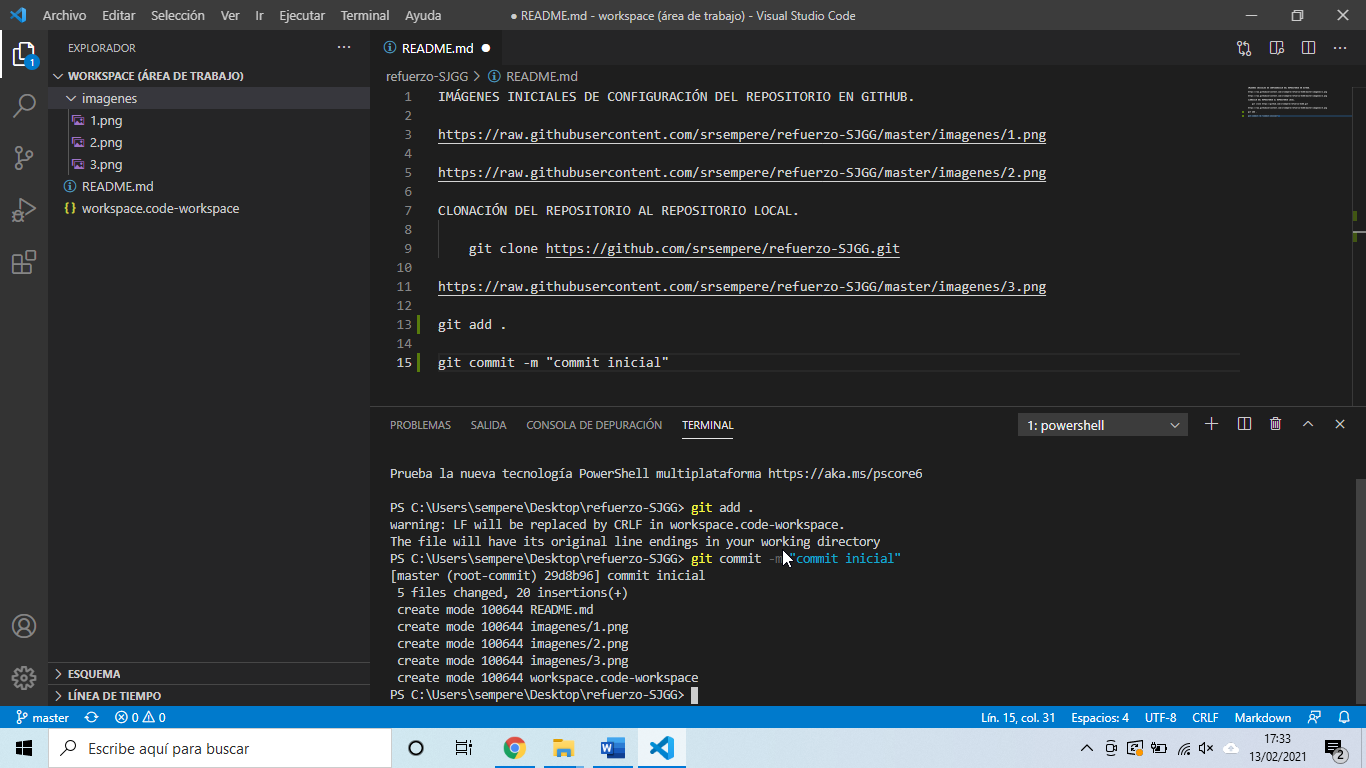 Archivo Editar Selección Ver Ir Ejecutar Terminal Ayuda ● README.md - workspace (área de trabajo) - Visual Studio Code
EXPLORADOR
WORKSPACE (ÁREA DE TRABAJO)
imagenes
1.png
2.png
3.png
README.md
{} workspace.code-workspace
ESQUEMA
LÍNEA DE TIEMPO
1
README.md
refuerzo-SJGG > README.md
1 IMÁGENES INICIALES DE CONFIGURACIÓN DEL REPOSITORIO EN GITHUB.
2
3 https://raw.githubusercontent.com/srsempere/refuerzo-SJGG/master/imagenes/1.png
4
5 https://raw.githubusercontent.com/srsempere/refuerzo-SJGG/master/imagenes/2.png
6
7 CLONACIÓN DEL REPOSITORIO AL REPOSITORIO LOCAL.
8
9 git clone https://github.com/srsempere/refuerzo-SJGG.git
10
11 https://raw.githubusercontent.com/srsempere/refuerzo-SJGG/master/imagenes/3.png
12
13 git add .
14
15 git commit -m "commit inicial"
PROBLEMAS SALIDA CONSOLA DE DEPURACIÓN TERMINAL 1: powershell
Prueba la nueva tecnología PowerShell multiplataforma https://aka.ms/pscore6
PS C:\Users\sempere\Desktop\refuerzo-SJGG> git add .
warning: LF will be replaced by CRLF in workspace.code-workspace.
The file will have its original line endings in your working directory
PS C:\Users\sempere\Desktop\refuerzo-SJGG> git commit -m "commit inicial"
[master (root-commit) 29d8b96] commit inicial
5 files changed, 20 insertions(+)
create mode 100644 README.md
create mode 100644 imagenes/1.png
create mode 100644 imagenes/2.png
create mode 100644 imagenes/3.png
create mode 100644 workspace.code-workspace
PS C:\Users\sempere\Desktop\refuerzo-SJGG>
master 0 0 Lín. 15, col. 31 Espacios: 4 UTF-8 CRLF Markdown
Escribe aquí para buscar
17:33
13/02/2021
2